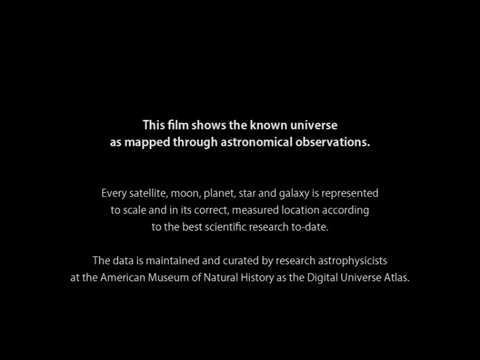 This film shows the known universe
as mapped through astronomical observations.
Every satellite, moon, planet, star and galaxy is represented
to scale and in its correct, measured location according
to the best scientific research to-date.
The data is maintained and curated by research astrophysicists
at the American Museum of Natural History as the Digital Universe Atlas.